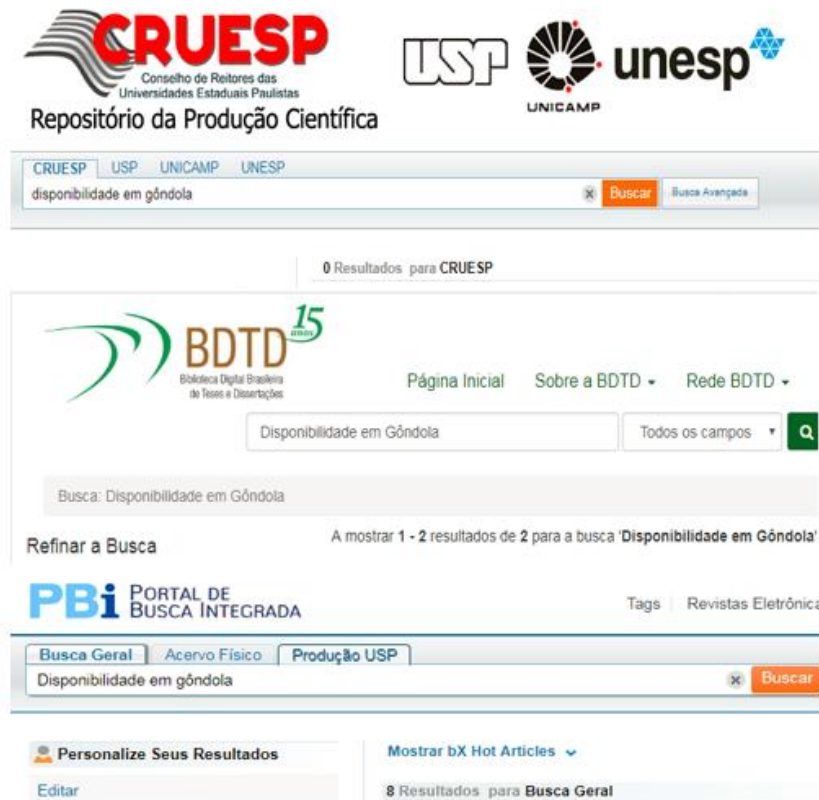 CRUESP
Conselho de Reitores das
Universidades Estaduais Paulistas
Repositório da Produção Científica
USP
UNICAMP
unesp
CRUESP USP UNICAMP UNESP
disponibilidade em gôndola x Buscar Busca Avançada
0 Resultados para CRUESP
BDTD 15 anos
Biblioteca Digital Brasileira
de Teses e Dissertações
Página Inicial Sobre a BDTD Rede BDTD
Disponibilidade em Gôndola Todos os campos
Busca: Disponibilidade em Gôndola
Refinar a Busca A mostrar 1 - 2 resultados de 2 para a busca 'Disponibilidade em Gôndola'
PBi PORTAL DE
BUSCA INTEGRADA
Tags Revistas Eletrônica
Busca Geral Acervo Físico Produção USP
Disponibilidade em gôndola x Buscar
Personalize Seus Resultados Mostrar bX Hot Articles
Editar 8 Resultados para Busca Geral